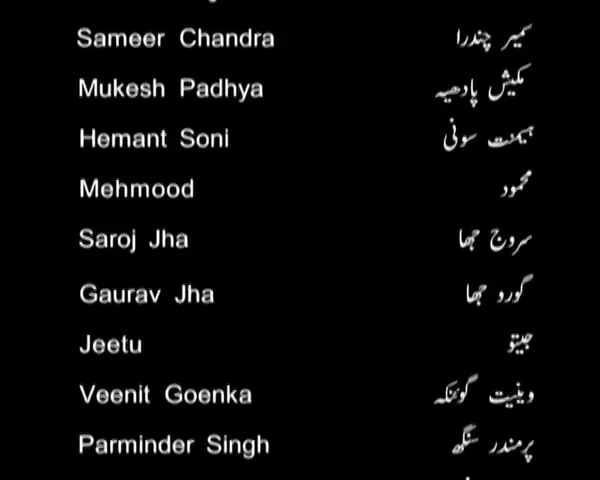 Sameer Chandra سمیر چندرا
Mukesh Padhya مکیش پادھیہ
Hemant Soni ہیمنت سونی
Mehmood محمود
Saroj Jha سروج جھا
Gaurav Jha گورو جھا
Jeetu جیتو
Veenit Goenka وینیت گوئنکہ
Parminder Singh پرمندر سنگھ